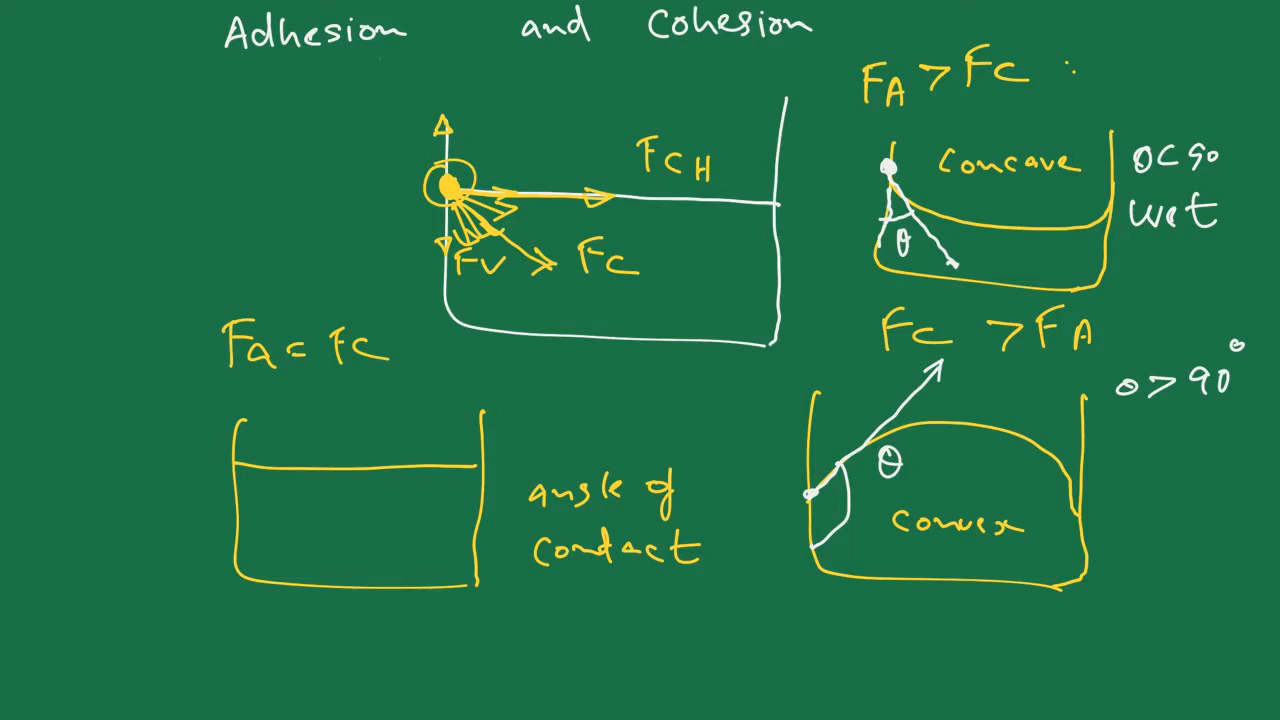 Adhesion and Cohesion
FA > FC :
FCH
Concave
θ < 90
wet
θ
FV
FC
Fa = FC
FC > FA
θ > 90°
θ
angle of
contact
convex